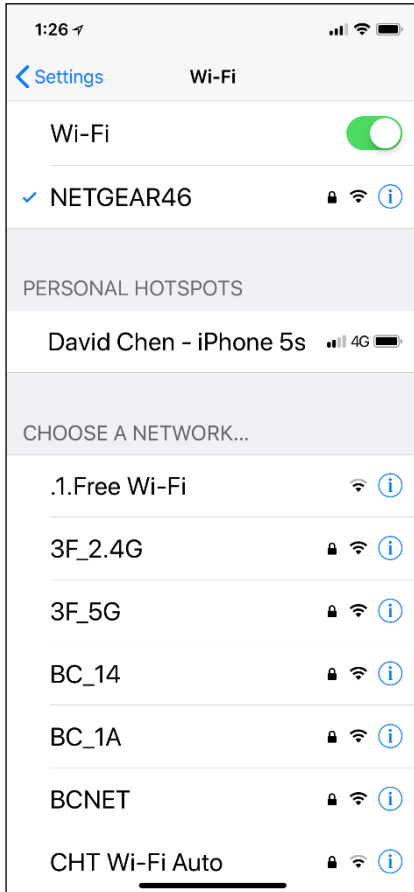 1:26
Settings Wi-Fi
Wi-Fi
NETGEAR46
PERSONAL HOTSPOTS
David Chen - iPhone 5s 4G
CHOOSE A NETWORK...
.1.Free Wi-Fi
3F_2.4G
3F_5G
BC_14
BC_1A
BCNET
CHT Wi-Fi Auto